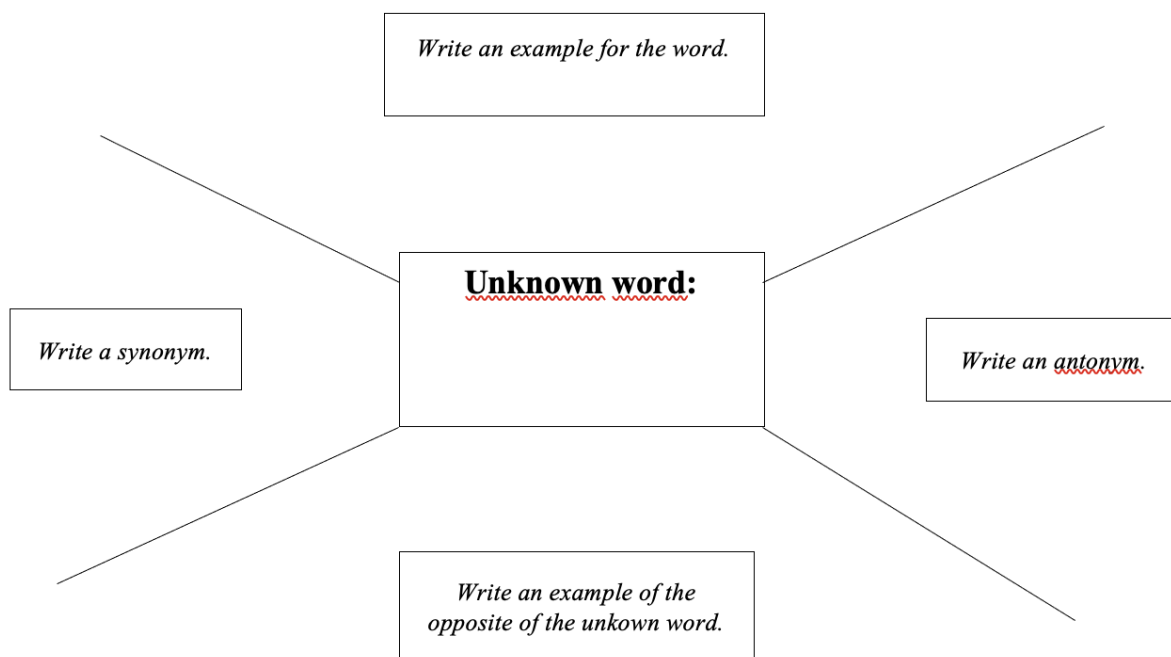 Write an example for the word.
Unknown word:
Write a synonym.
Write an antonym.
Write an example of the
opposite of the unkown word.